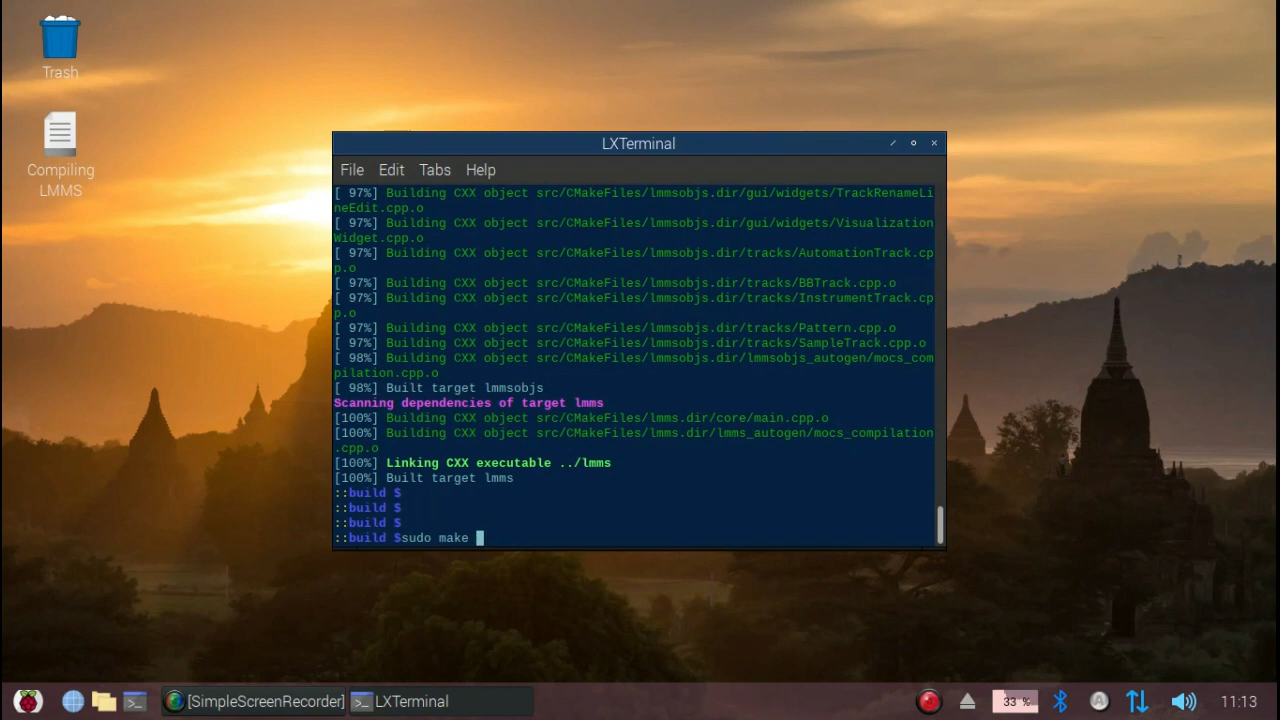 Trash
Compiling
LMMS
LXTerminal
File Edit Tabs Help
[ 97%] Building CXX object src/CMakeFiles/lmmsobjs.dir/gui/widgets/TrackRenameLi
neEdit.cpp.o
[ 97%] Building CXX object src/CMakeFiles/lmmsobjs.dir/gui/widgets/Visualization
Widget.cpp.o
[ 97%] Building CXX object src/CMakeFiles/lmmsobjs.dir/tracks/AutomationTrack.cp
p.o
[ 97%] Building CXX object src/CMakeFiles/lmmsobjs.dir/tracks/BBTrack.cpp.o
[ 97%] Building CXX object src/CMakeFiles/lmmsobjs.dir/tracks/InstrumentTrack.cp
p.o
[ 97%] Building CXX object src/CMakeFiles/lmmsobjs.dir/tracks/Pattern.cpp.o
[ 97%] Building CXX object src/CMakeFiles/lmmsobjs.dir/tracks/SampleTrack.cpp.o
[ 98%] Building CXX object src/CMakeFiles/lmmsobjs.dir/lmmsobjs_autogen/mocs_com
pilation.cpp.o
[ 98%] Built target lmmsobjs
Scanning dependencies of target lmms
[100%] Building CXX object src/CMakeFiles/lmms.dir/core/main.cpp.o
[100%] Building CXX object src/CMakeFiles/lmms.dir/lmms_autogen/mocs_compilation
.cpp.o
[100%] Linking CXX executable ../lmms
[100%] Built target lmms
::build $
::build $
::build $
::build $sudo make
[SimpleScreenRecorder] LXTerminal 33 % A 11:13